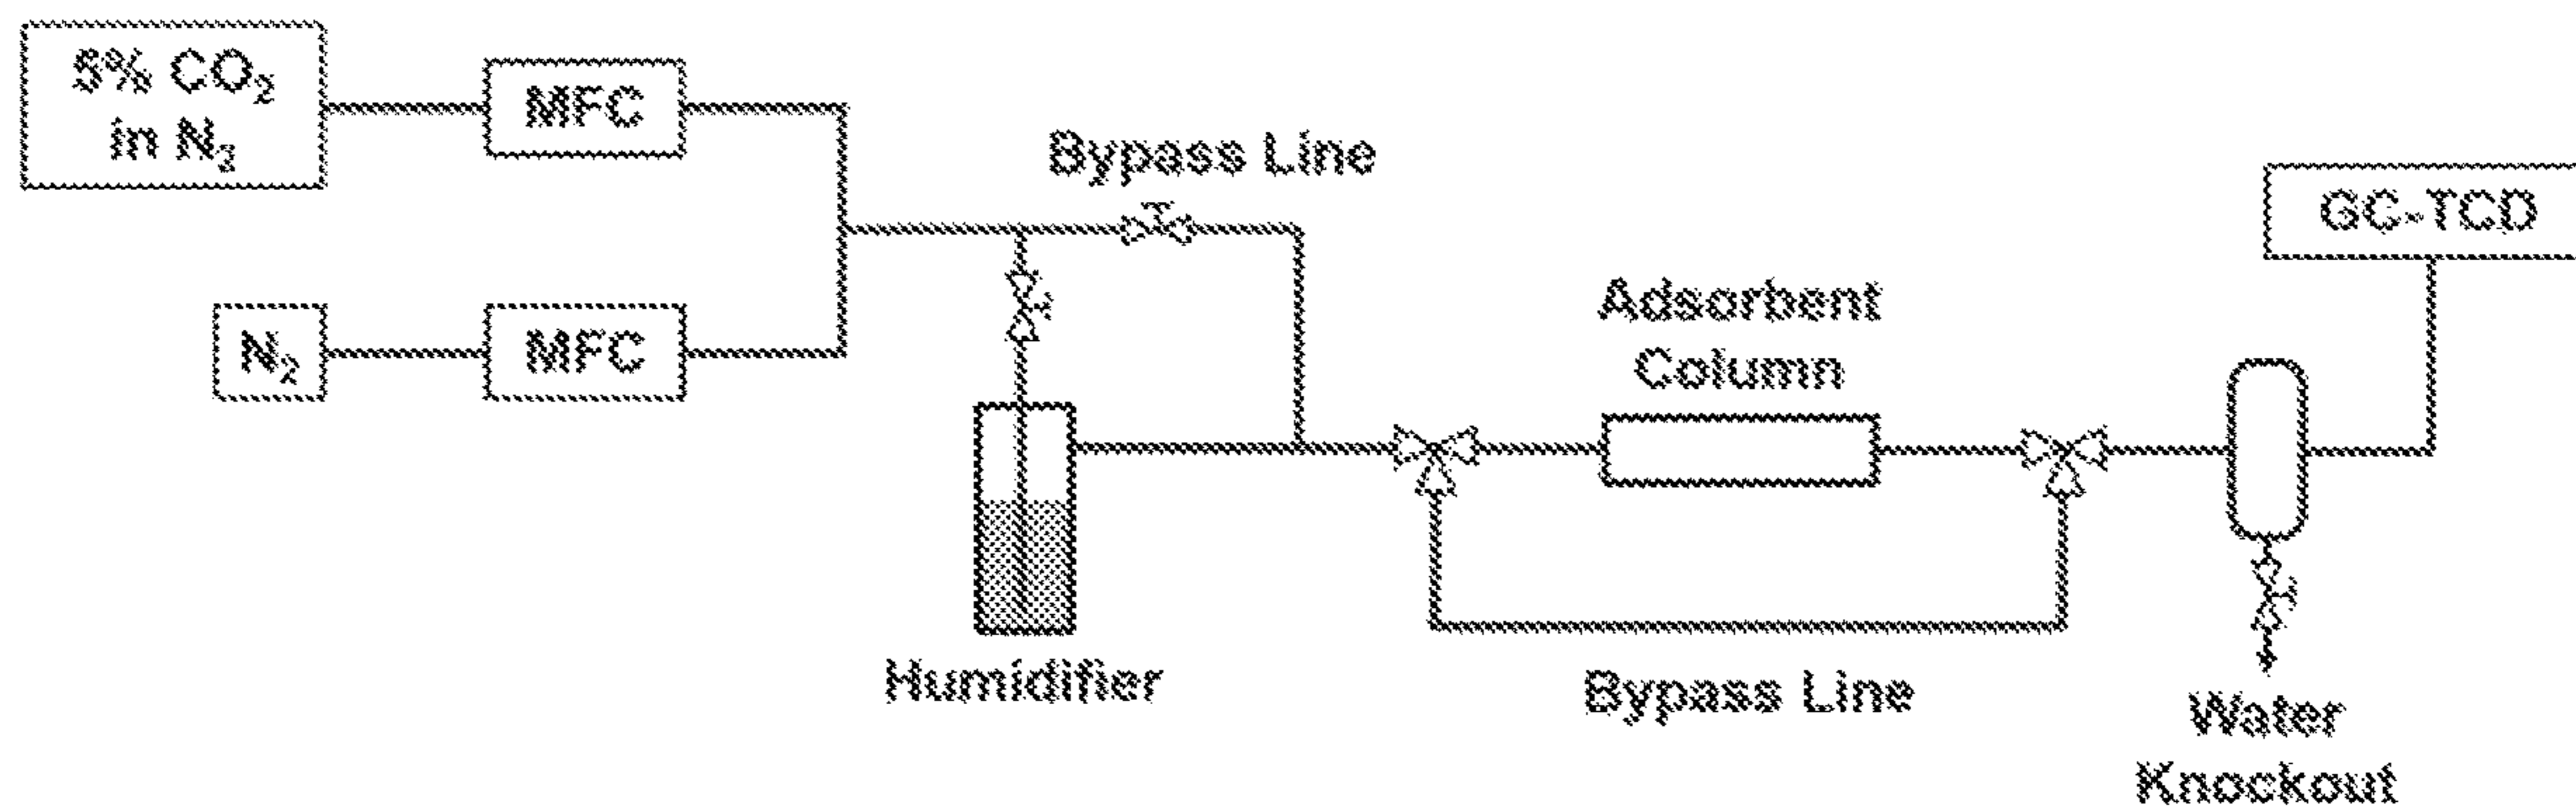 5% CO₂
in N₂
MFC
Bypass Line
GC-TCD
N₂
MFC
Adsorbent
Column
Humidifier
Bypass Line
Water
Knockout